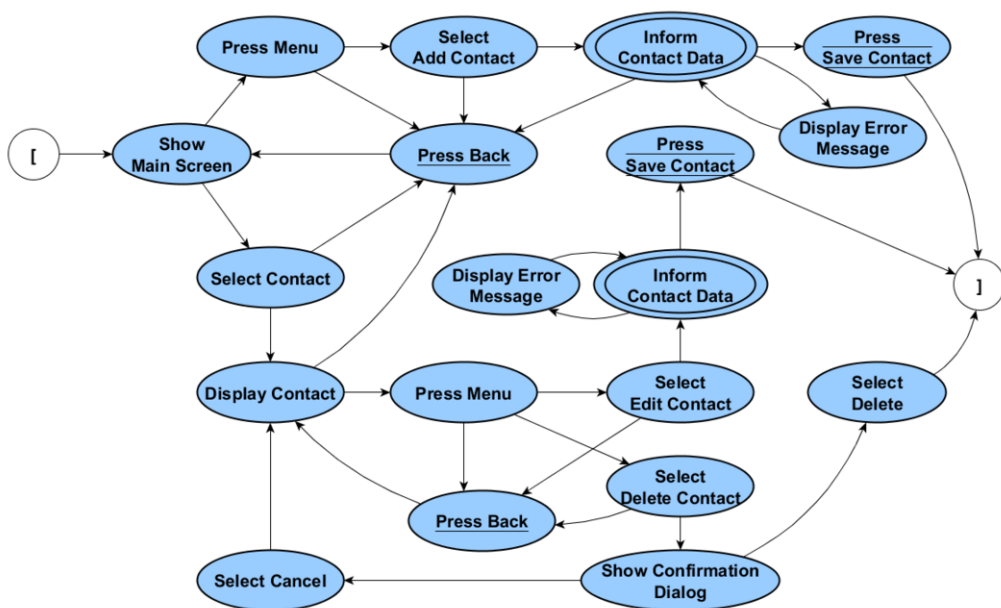 Press Menu
Select
Add Contact
Inform
Contact Data
Press
Save Contact
Display Error
Message
[
Show
Main Screen
Press Back
Press
Save Contact
Select Contact
Display Error
Message
Inform
Contact Data
]
Display Contact
Press Menu
Select
Edit Contact
Select
Delete
Select
Delete Contact
Press Back
Select Cancel
Show Confirmation
Dialog